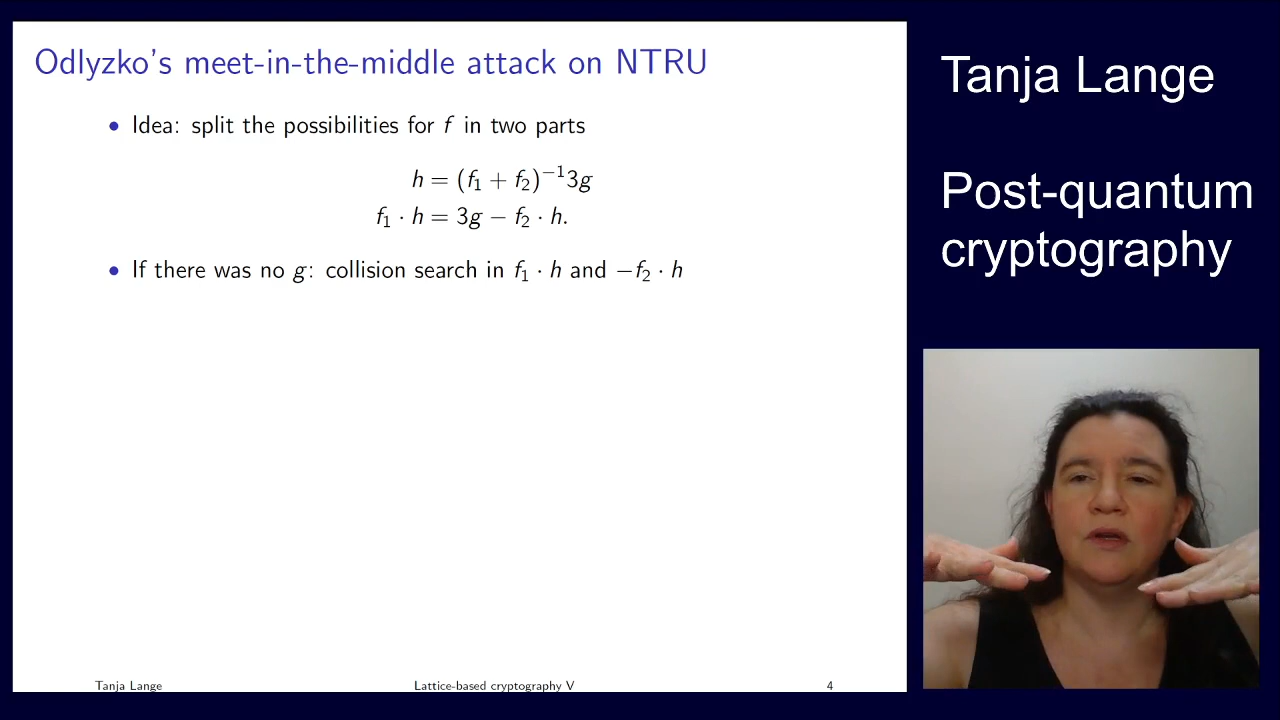 Odlyzko's meet-in-the-middle attack on NTRU
• Idea: split the possibilities for f in two parts
h = (f₁ + f₂)⁻¹3g
f₁ · h = 3g − f₂ · h.
• If there was no g: collision search in f₁ · h and −f₂ · h
Tanja Lange
Lattice-based cryptography V
4
Tanja Lange
Post-quantum
cryptography